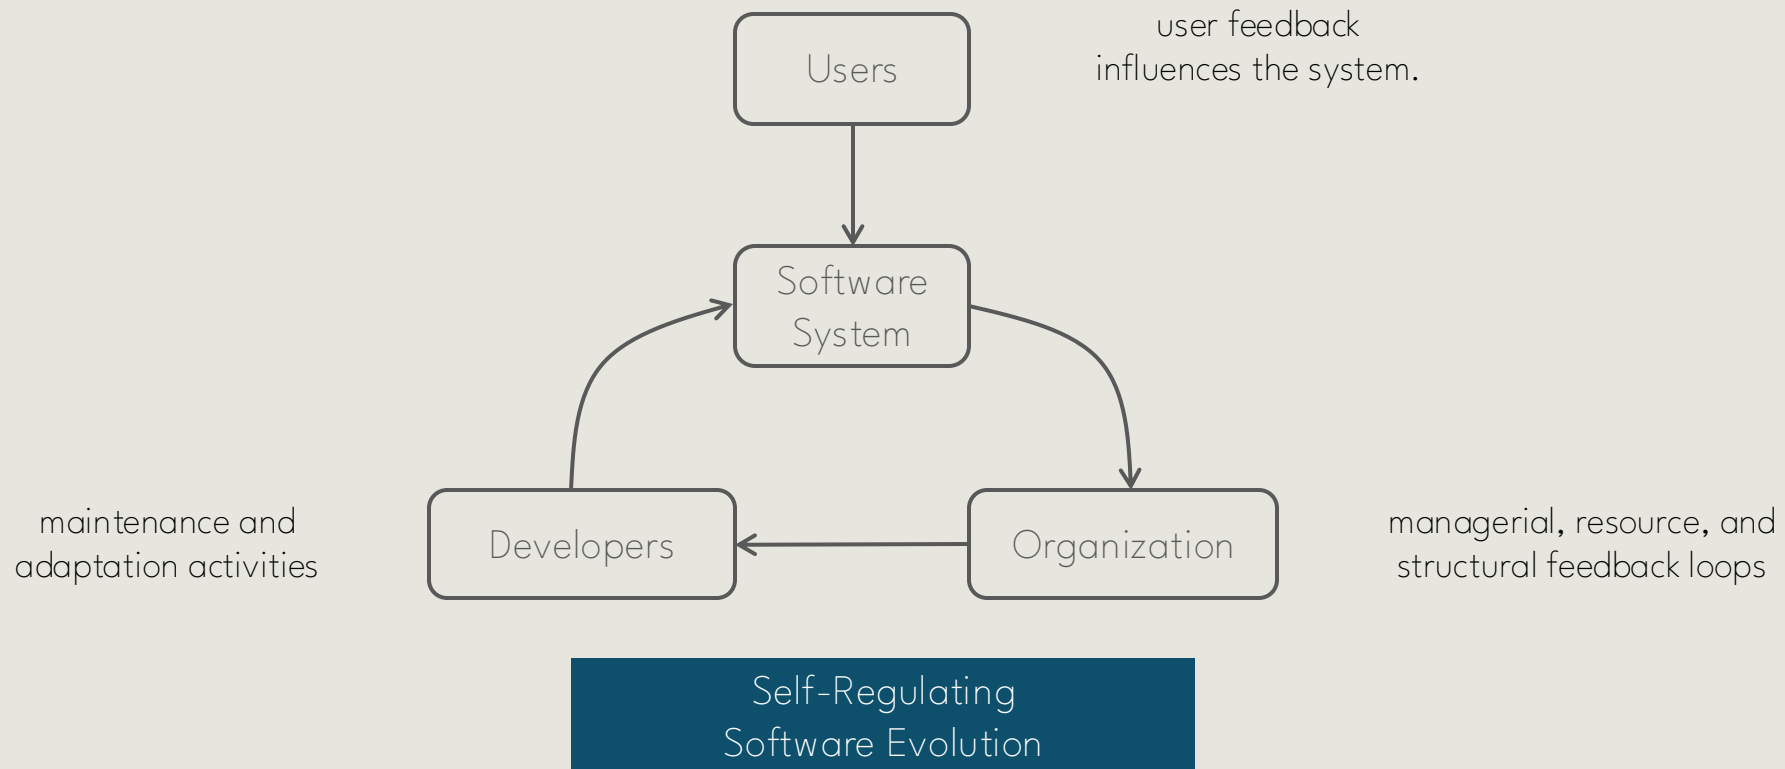 Users
user feedback
influences the system.
Software
System
maintenance and
adaptation activities
Developers
Organization
managerial, resource, and
structural feedback loops
Self-Regulating
Software Evolution